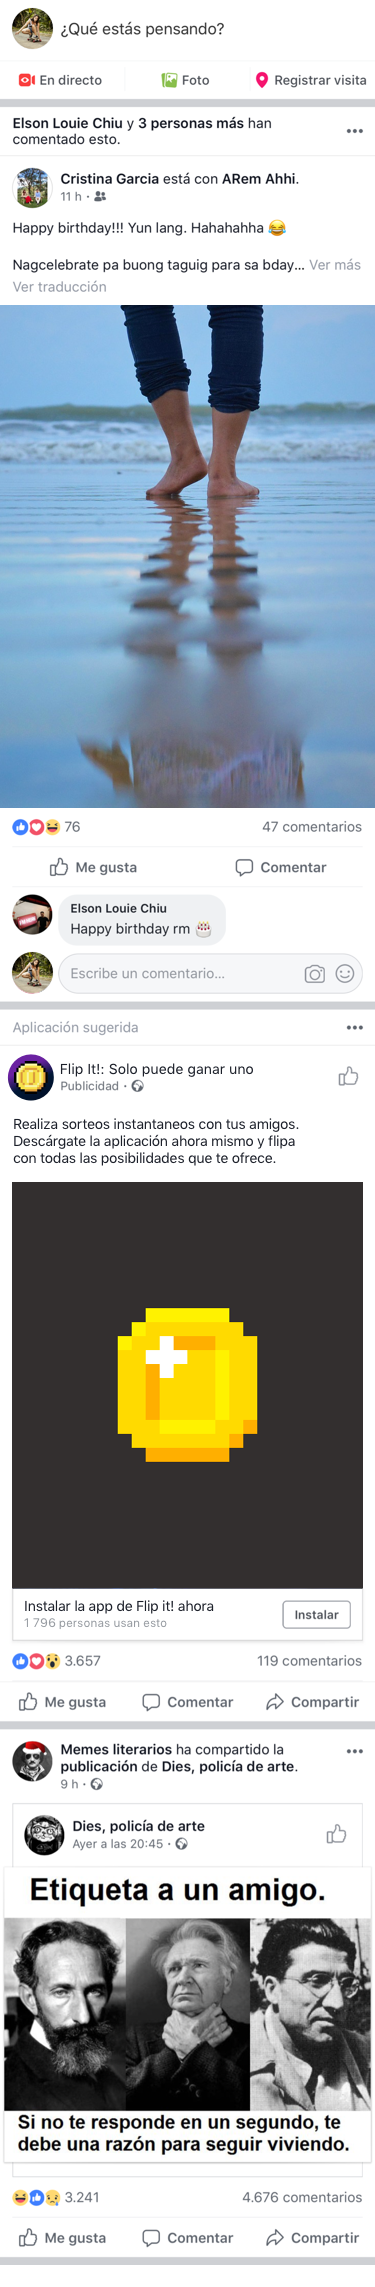 ¿Qué estás pensando?
En directo Foto Registrar visita
Elson Louie Chiu y 3 personas más han
comentado esto.
Cristina Garcia está con ARem Ahhi.
11 h ·
Happy birthday!!! Yun lang. Hahahahha 😂
Nagcelebrate pa buong taguig para sa bday... Ver más
Ver traducción
76 47 comentarios
Me gusta Comentar
Elson Louie Chiu
Happy birthday rm 🎂
Escribe un comentario...
Aplicación sugerida
Flip It!: Solo puede ganar uno
Publicidad ·
Realiza sorteos instantaneos con tus amigos.
Descárgate la aplicación ahora mismo y flipa
con todas las posibilidades que te ofrece.
Instalar la app de Flip it! ahora
1 796 personas usan esto
Instalar
3.657 119 comentarios
Me gusta Comentar Compartir
Memes literarios ha compartido la
publicación de Dies, policía de arte.
9 h ·
Dies, policía de arte
Ayer a las 20:45 ·
Etiqueta a un amigo.
Si no te responde en un segundo, te
debe una razón para seguir viviendo.
3.241 4.676 comentarios
Me gusta Comentar Compartir